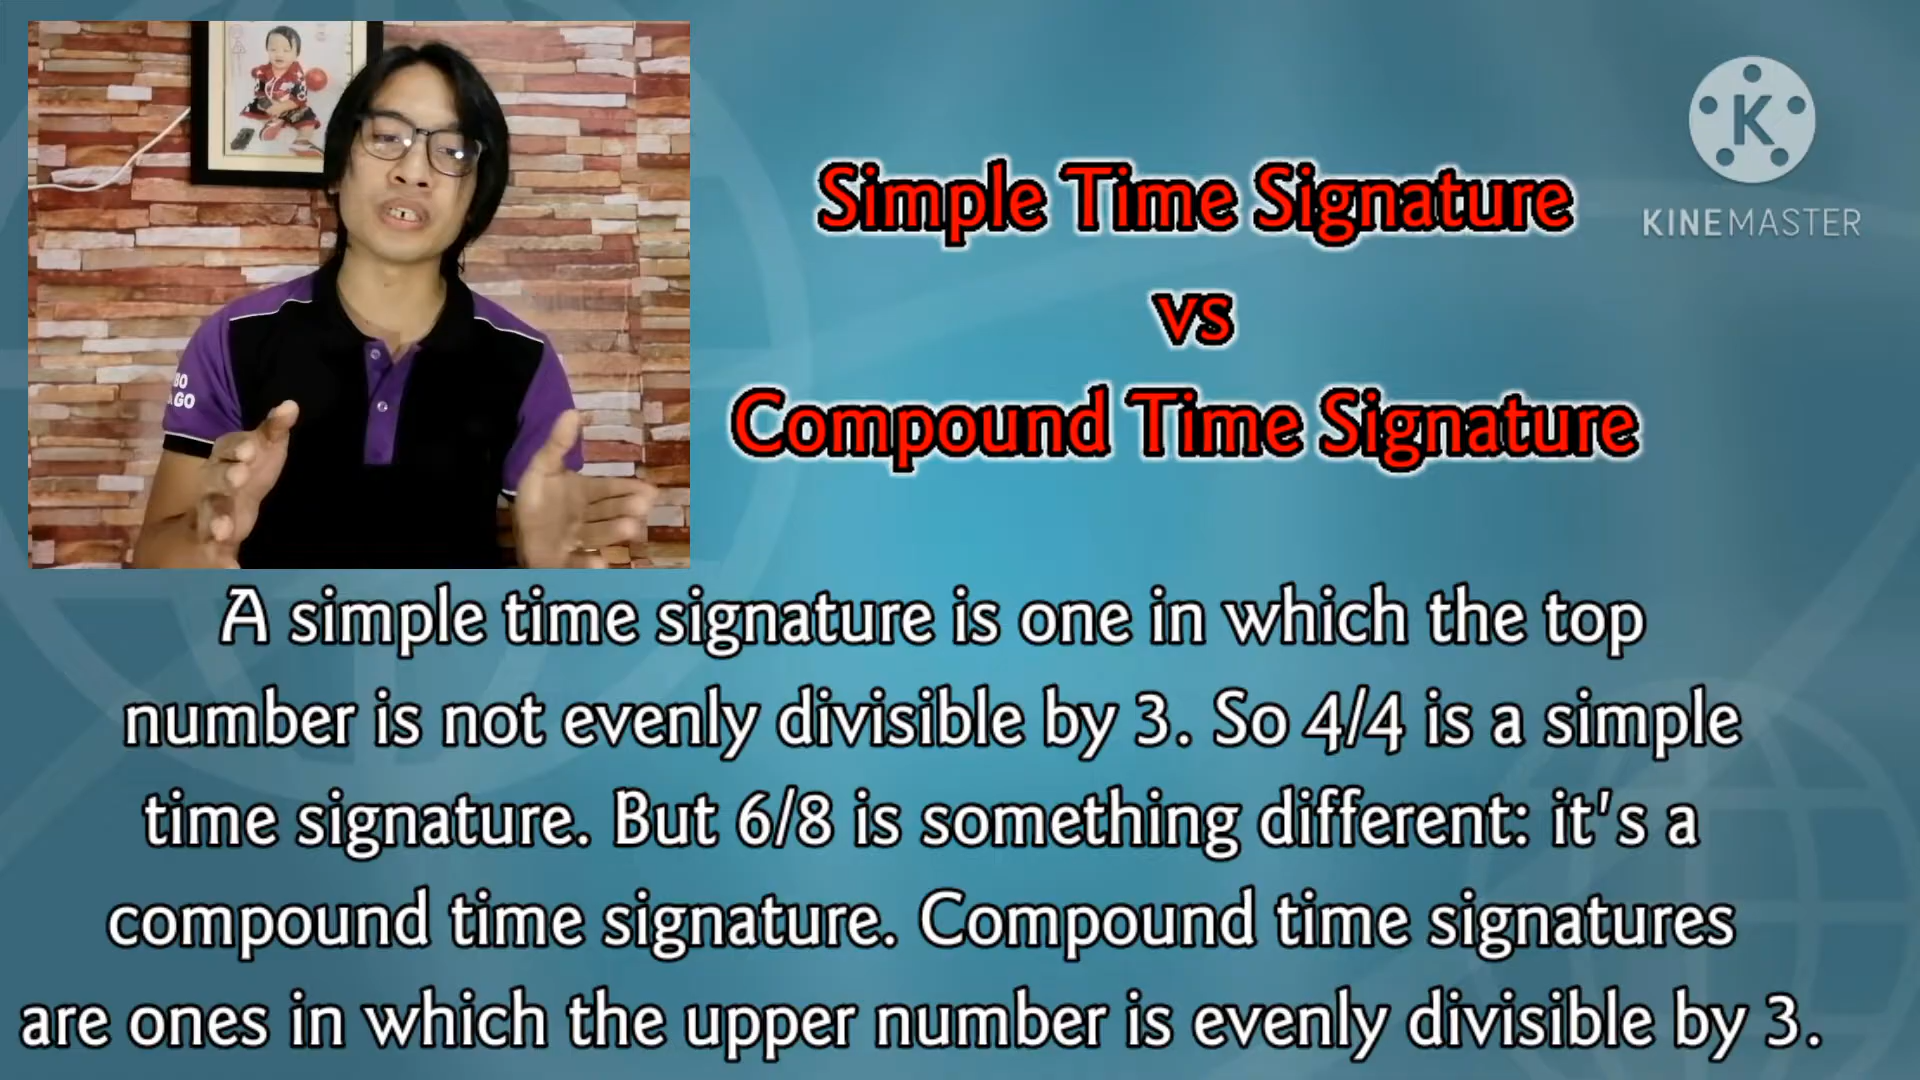 Simple Time Signature
vs
Compound Time Signature
KINEMASTER
BO
GO
A simple time signature is one in which the top
number is not evenly divisible by 3. So 4/4 is a simple
time signature. But 6/8 is something different: it's a
compound time signature. Compound time signatures
are ones in which the upper number is evenly divisible by 3.